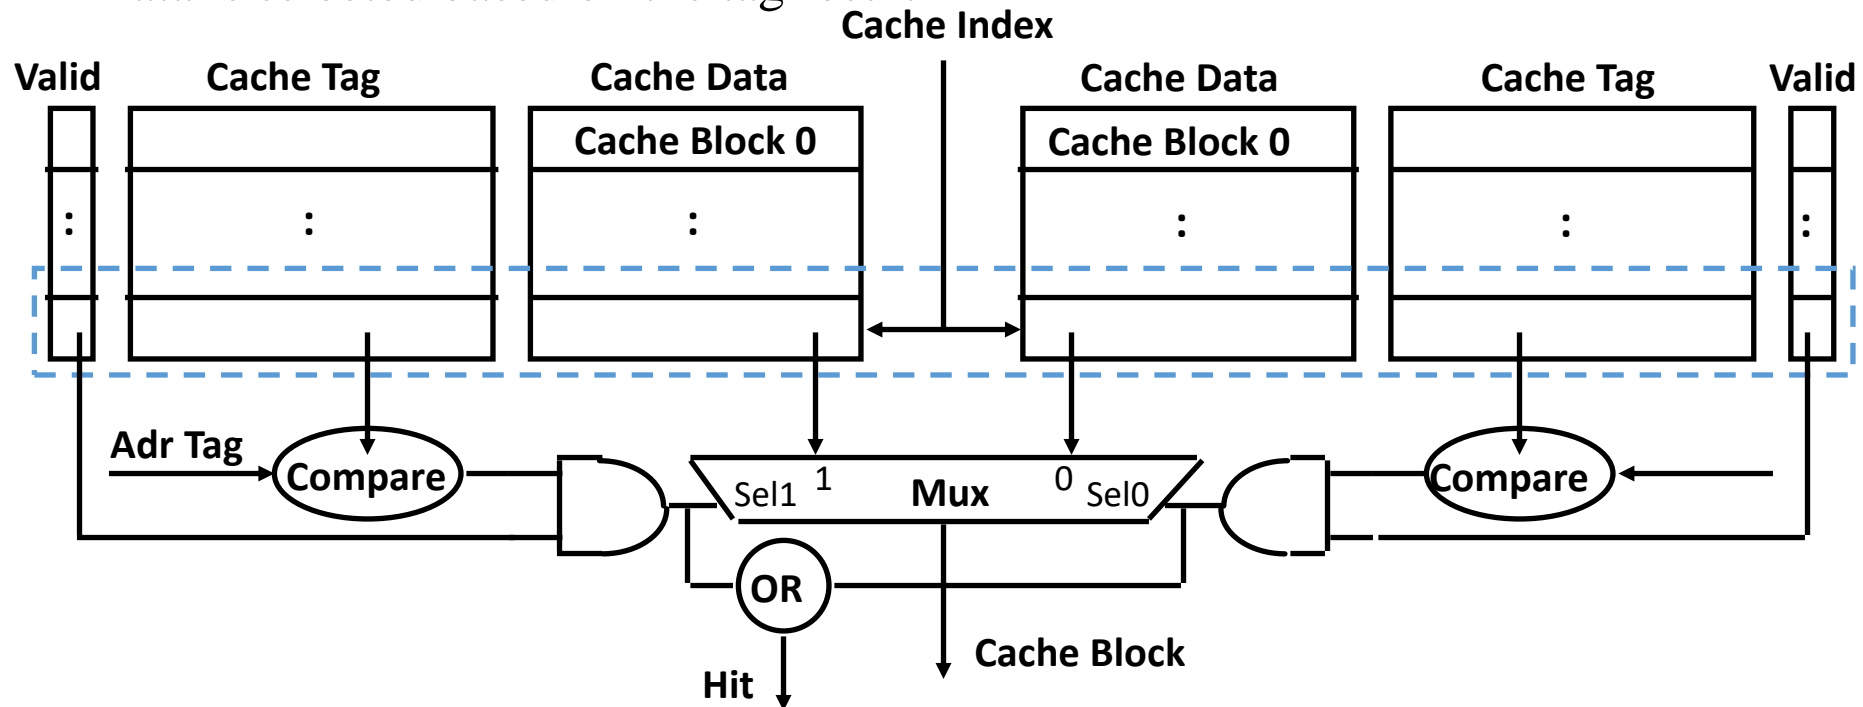 Cache Index
Valid Cache Tag Cache Data Cache Data Cache Tag Valid
Cache Block 0 Cache Block 0
: : : : : :
Adr Tag
Compare Sel1 1 Mux 0 Sel0 Compare
OR
Cache Block
Hit